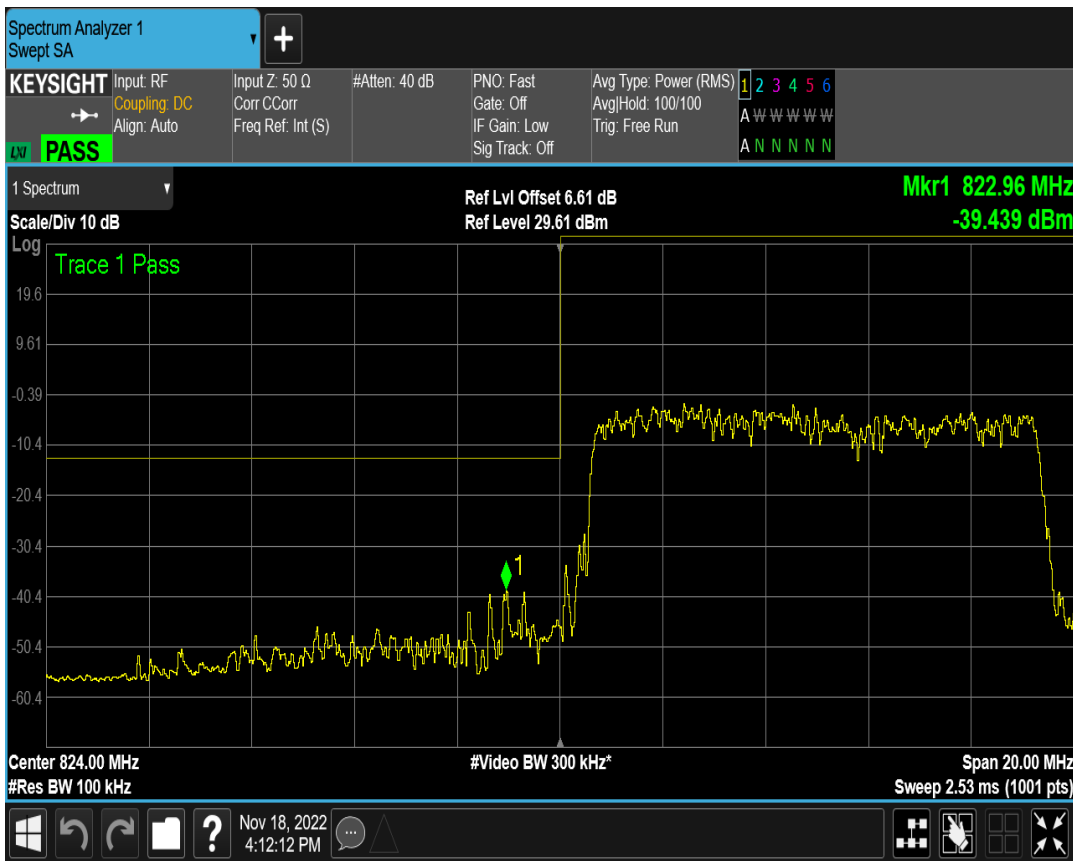 Spectrum Analyzer 1
Swept SA
+
KEYSIGHT
LXI PASS
Input: RF
Coupling: DC
Align: Auto
Input Z: 50 Ω
Corr CCorr
Freq Ref: Int (S)
#Atten: 40 dB
PNO: Fast
Gate: Off
IF Gain: Low
Sig Track: Off
Avg Type: Power (RMS)
Avg|Hold: 100/100
Trig: Free Run
1 2 3 4 5 6
A W W W W W
A N N N N N
1 Spectrum
Scale/Div 10 dB
Ref Lvl Offset 6.61 dB
Ref Level 29.61 dBm
Mkr1 822.96 MHz
-39.439 dBm
Log
Trace 1 Pass
19.6
9.61
-0.39
-10.4
-20.4
-30.4
1
-40.4
-50.4
-60.4
Center 824.00 MHz
#Video BW 300 kHz*
Span 20.00 MHz
#Res BW 100 kHz
Sweep 2.53 ms (1001 pts)
?
Nov 18, 2022
4:12:12 PM